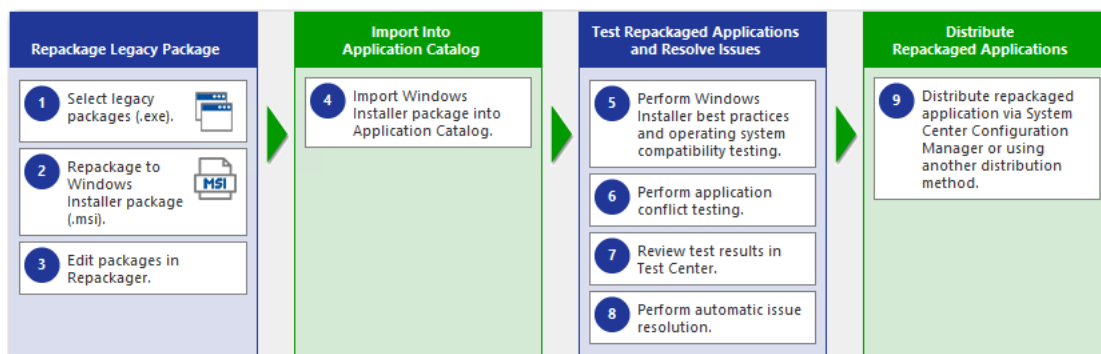 Repackage Legacy Package
1
Select legacy
packages (.exe).
2
Repackage to
Windows
Installer package
(.msi).
MSI
3
Edit packages in
Repackager.
Import Into
Application Catalog
4
Import Windows
Installer package into
Application Catalog.
Test Repackaged Applications
and Resolve Issues
5
Perform Windows
Installer best practices
and operating system
compatibility testing.
6
Perform application
conflict testing.
7
Review test results in
Test Center.
8
Perform automatic issue
resolution.
Distribute
Repackaged Applications
9
Distribute repackaged
application via System
Center Configuration
Manager or using
another distribution
method.